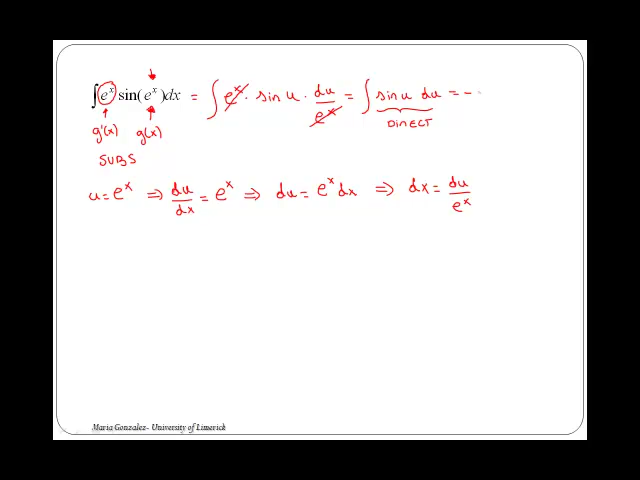 ∫ e^x sin(e^x)dx = ∫ e^x · sin u · du/e^x = ∫ sin u du = -
g'(x) g(x) DIRECT
SUBS
u = e^x ⇒ du/dx = e^x ⇒ du = e^x dx ⇒ dx = du/e^x
Maria Gonzalez- University of Limerick